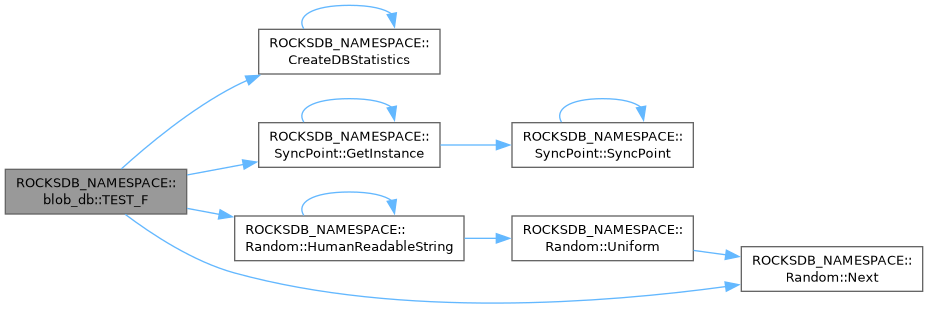 ROCKSDB_NAMESPACE::
CreateDBStatistics
ROCKSDB_NAMESPACE::
SyncPoint::GetInstance
ROCKSDB_NAMESPACE::
SyncPoint::SyncPoint
ROCKSDB_NAMESPACE::
blob_db::TEST_F
ROCKSDB_NAMESPACE::
Random::HumanReadableString
ROCKSDB_NAMESPACE::
Random::Uniform
ROCKSDB_NAMESPACE::
Random::Next